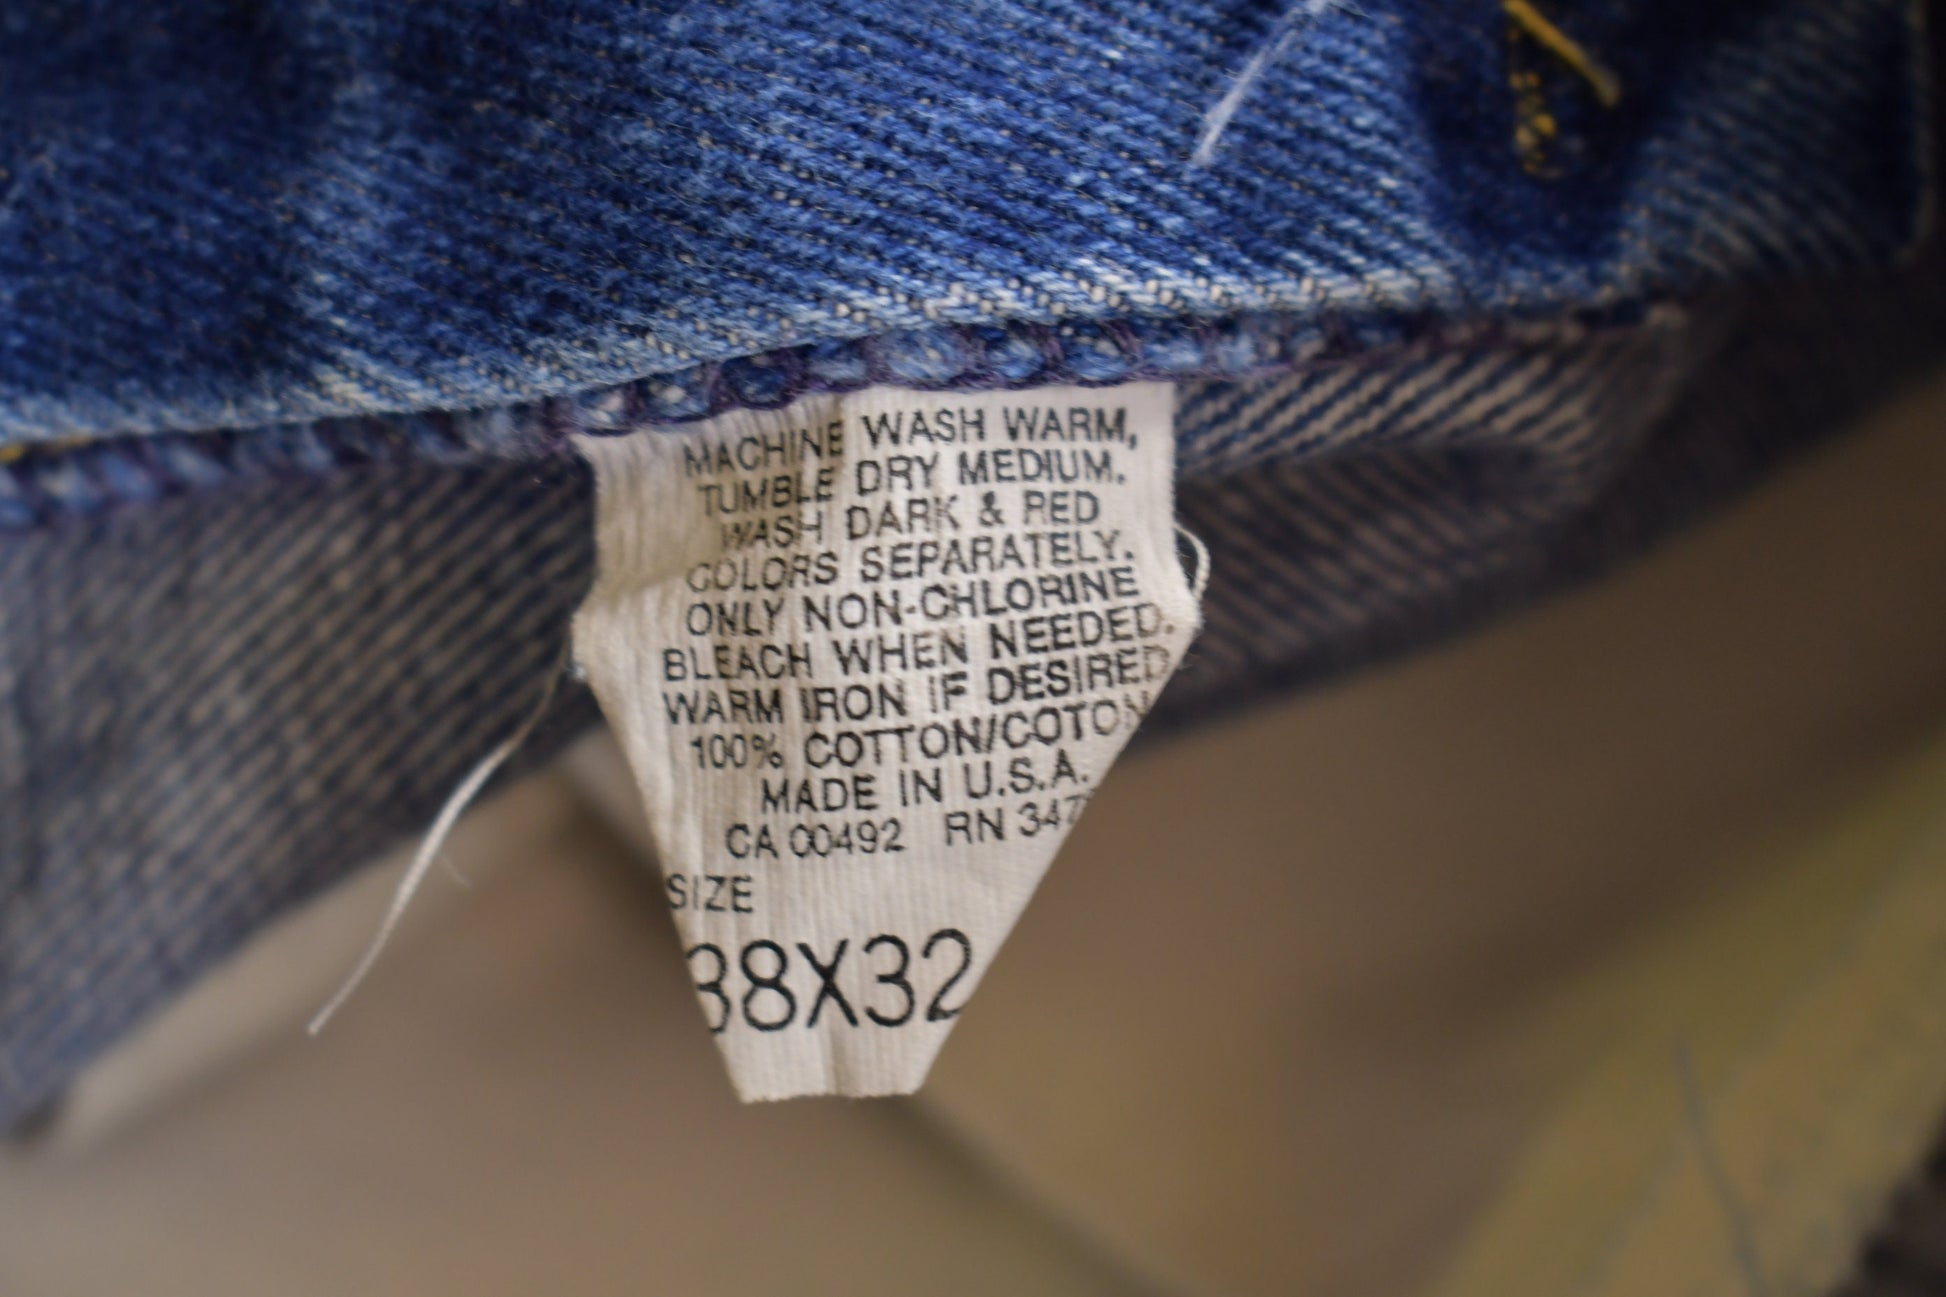 MACHINE WASH WARM,
TUMBLE DRY MEDIUM.
WASH DARK & RED
COLORS SEPARATELY.
ONLY NON-CHLORINE
BLEACH WHEN NEEDED.
WARM IRON IF DESIRED
100% COTTON/COTON
MADE IN U.S.A.
CA 00492 RN 347
SIZE
38X32